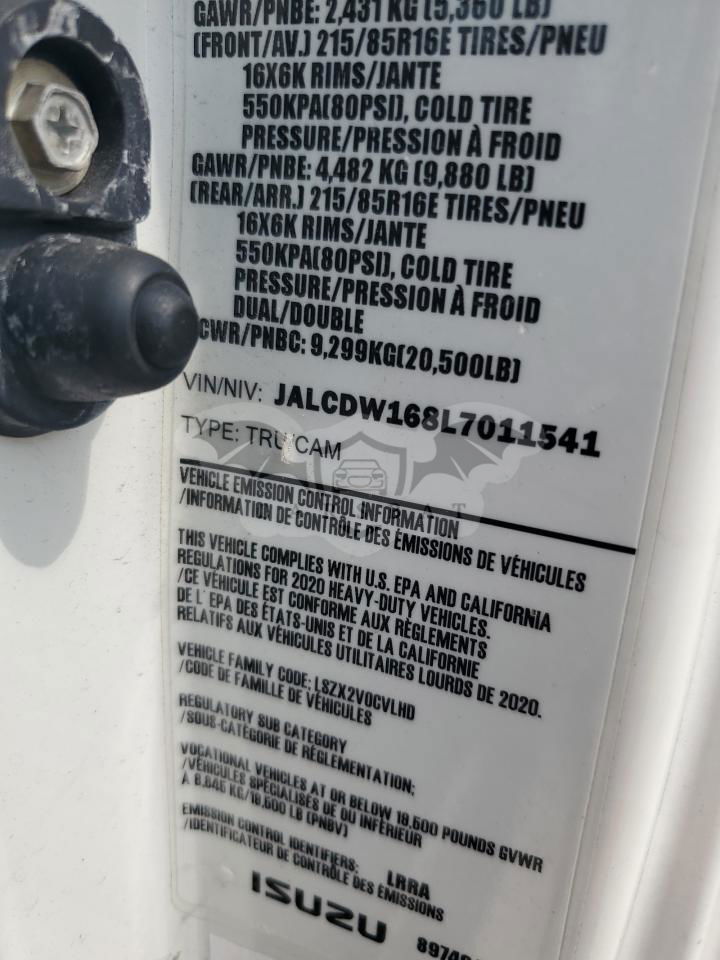 GAWR/PNBE: 2,431 KG (5,360 LB)
(FRONT/AV.) 215/85R16E TIRES/PNEU
16X6K RIMS/JANTE
550KPA(80PSI), COLD TIRE
PRESSURE/PRESSION À FROID
GAWR/PNBE: 4,482 KG (9,880 LB)
(REAR/ARR.) 215/85R16E TIRES/PNEU
16X6K RIMS/JANTE
550KPA(80PSI), COLD TIRE
PRESSURE/PRESSION À FROID
DUAL/DOUBLE
CWR/PNBC: 9,299KG(20,500LB)
VIN/NIV: JALCDW168L7011541
TYPE: TRU/CAM
VEHICLE EMISSION CONTROL INFORMATION
/INFORMATION DE CONTRÔLE DES ÉMISSIONS DE VÉHICULES
THIS VEHICLE COMPLIES WITH U.S. EPA AND CALIFORNIA
REGULATIONS FOR 2020 HEAVY-DUTY VEHICLES.
/CE VÉHICULE EST CONFORME AUX RÈGLEMENTS
DE L'EPA DES ÉTATS-UNIS ET DE LA CALIFORNIE
RELATIFS AUX VÉHICULES UTILITAIRES LOURDS DE 2020.
VEHICLE FAMILY CODE: LSZX2VOCVLHD
/CODE DE FAMILLE DE VÉHICULES
REGULATORY SUB CATEGORY
/SOUS-CATÉGORIE DE RÉGLEMENTATION:
VOCATIONAL VEHICLES AT OR BELOW 19,500 POUNDS GVWR
/VÉHICULES SPÉCIALISÉS DE OU INFÉRIEUR
À 8,845 KG/19,500 LB (PNBV)
EMISSION CONTROL IDENTIFIERS: LRRA
/IDENTIFICATEUR DE CONTRÔLE DES ÉMISSIONS
ISUZU